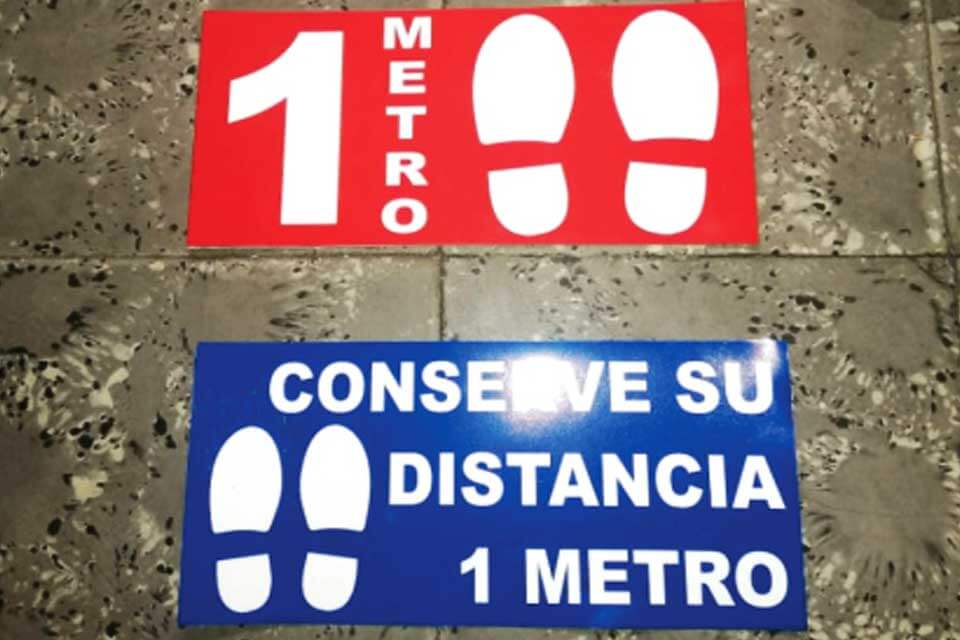 1 METRO
CONSERVE SU
DISTANCIA
1 METRO